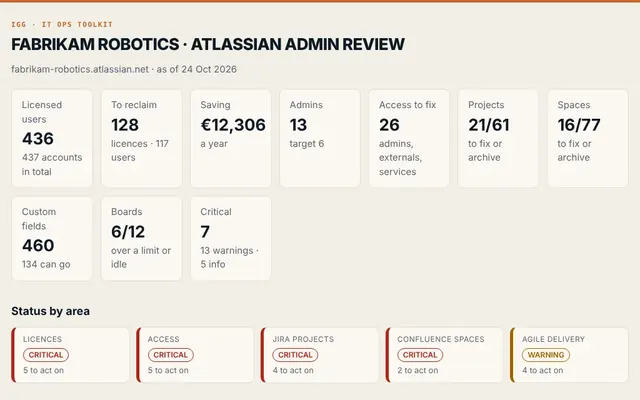 IGG · IT OPS TOOLKIT
FABRIKAM ROBOTICS · ATLASSIAN ADMIN REVIEW
fabrikam-robotics.atlassian.net · as of 24 Oct 2026
Licensed
users
436
437 accounts
in total
To reclaim
128
licences · 117
users
Saving
€12,306
a year
Admins
13
target 6
Access to fix
26
admins,
externals,
services
Projects
21/61
to fix or
archive
Spaces
16/77
to fix or
archive
Custom
fields
460
134 can go
Boards
6/12
over a limit or
idle
Critical
7
13 warnings ·
5 info
Status by area
LICENCES
CRITICAL
5 to act on
ACCESS
CRITICAL
5 to act on
JIRA PROJECTS
CRITICAL
4 to act on
CONFLUENCE SPACES
CRITICAL
2 to act on
AGILE DELIVERY
WARNING
4 to act on